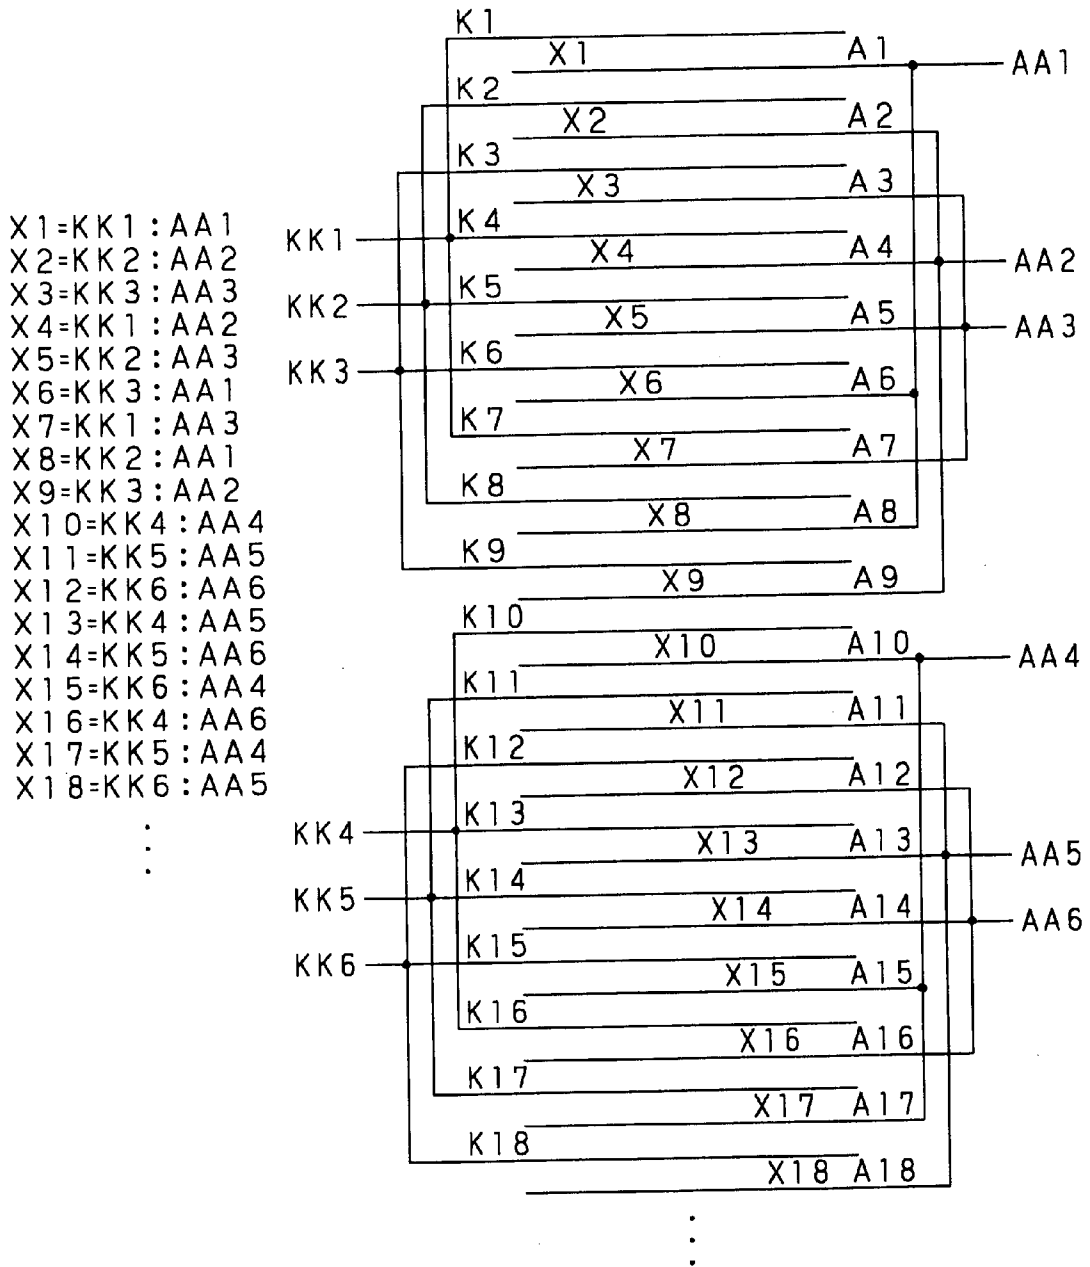 X1=KK1:AA1
X2=KK2:AA2
X3=KK3:AA3
X4=KK1:AA2
X5=KK2:AA3
X6=KK3:AA1
X7=KK1:AA3
X8=KK2:AA1
X9=KK3:AA2
X10=KK4:AA4
X11=KK5:AA5
X12=KK6:AA6
X13=KK4:AA5
X14=KK5:AA6
X15=KK6:AA4
X16=KK4:AA6
X17=KK5:AA4
X18=KK6:AA5
K1
X1 A1 AA1
K2
X2 A2
K3
X3 A3
KK1 K4
X4 A4 AA2
KK2 K5
X5 A5 AA3
KK3 K6
X6 A6
K7
X7 A7
K8
X8 A8
K9
X9 A9
K10
X10 A10 AA4
K11
X11 A11
K12
X12 A12
KK4 K13
X13 A13 AA5
KK5 K14
X14 A14 AA6
KK6 K15
X15 A15
K16
X16 A16
K17
X17 A17
K18
X18 A18